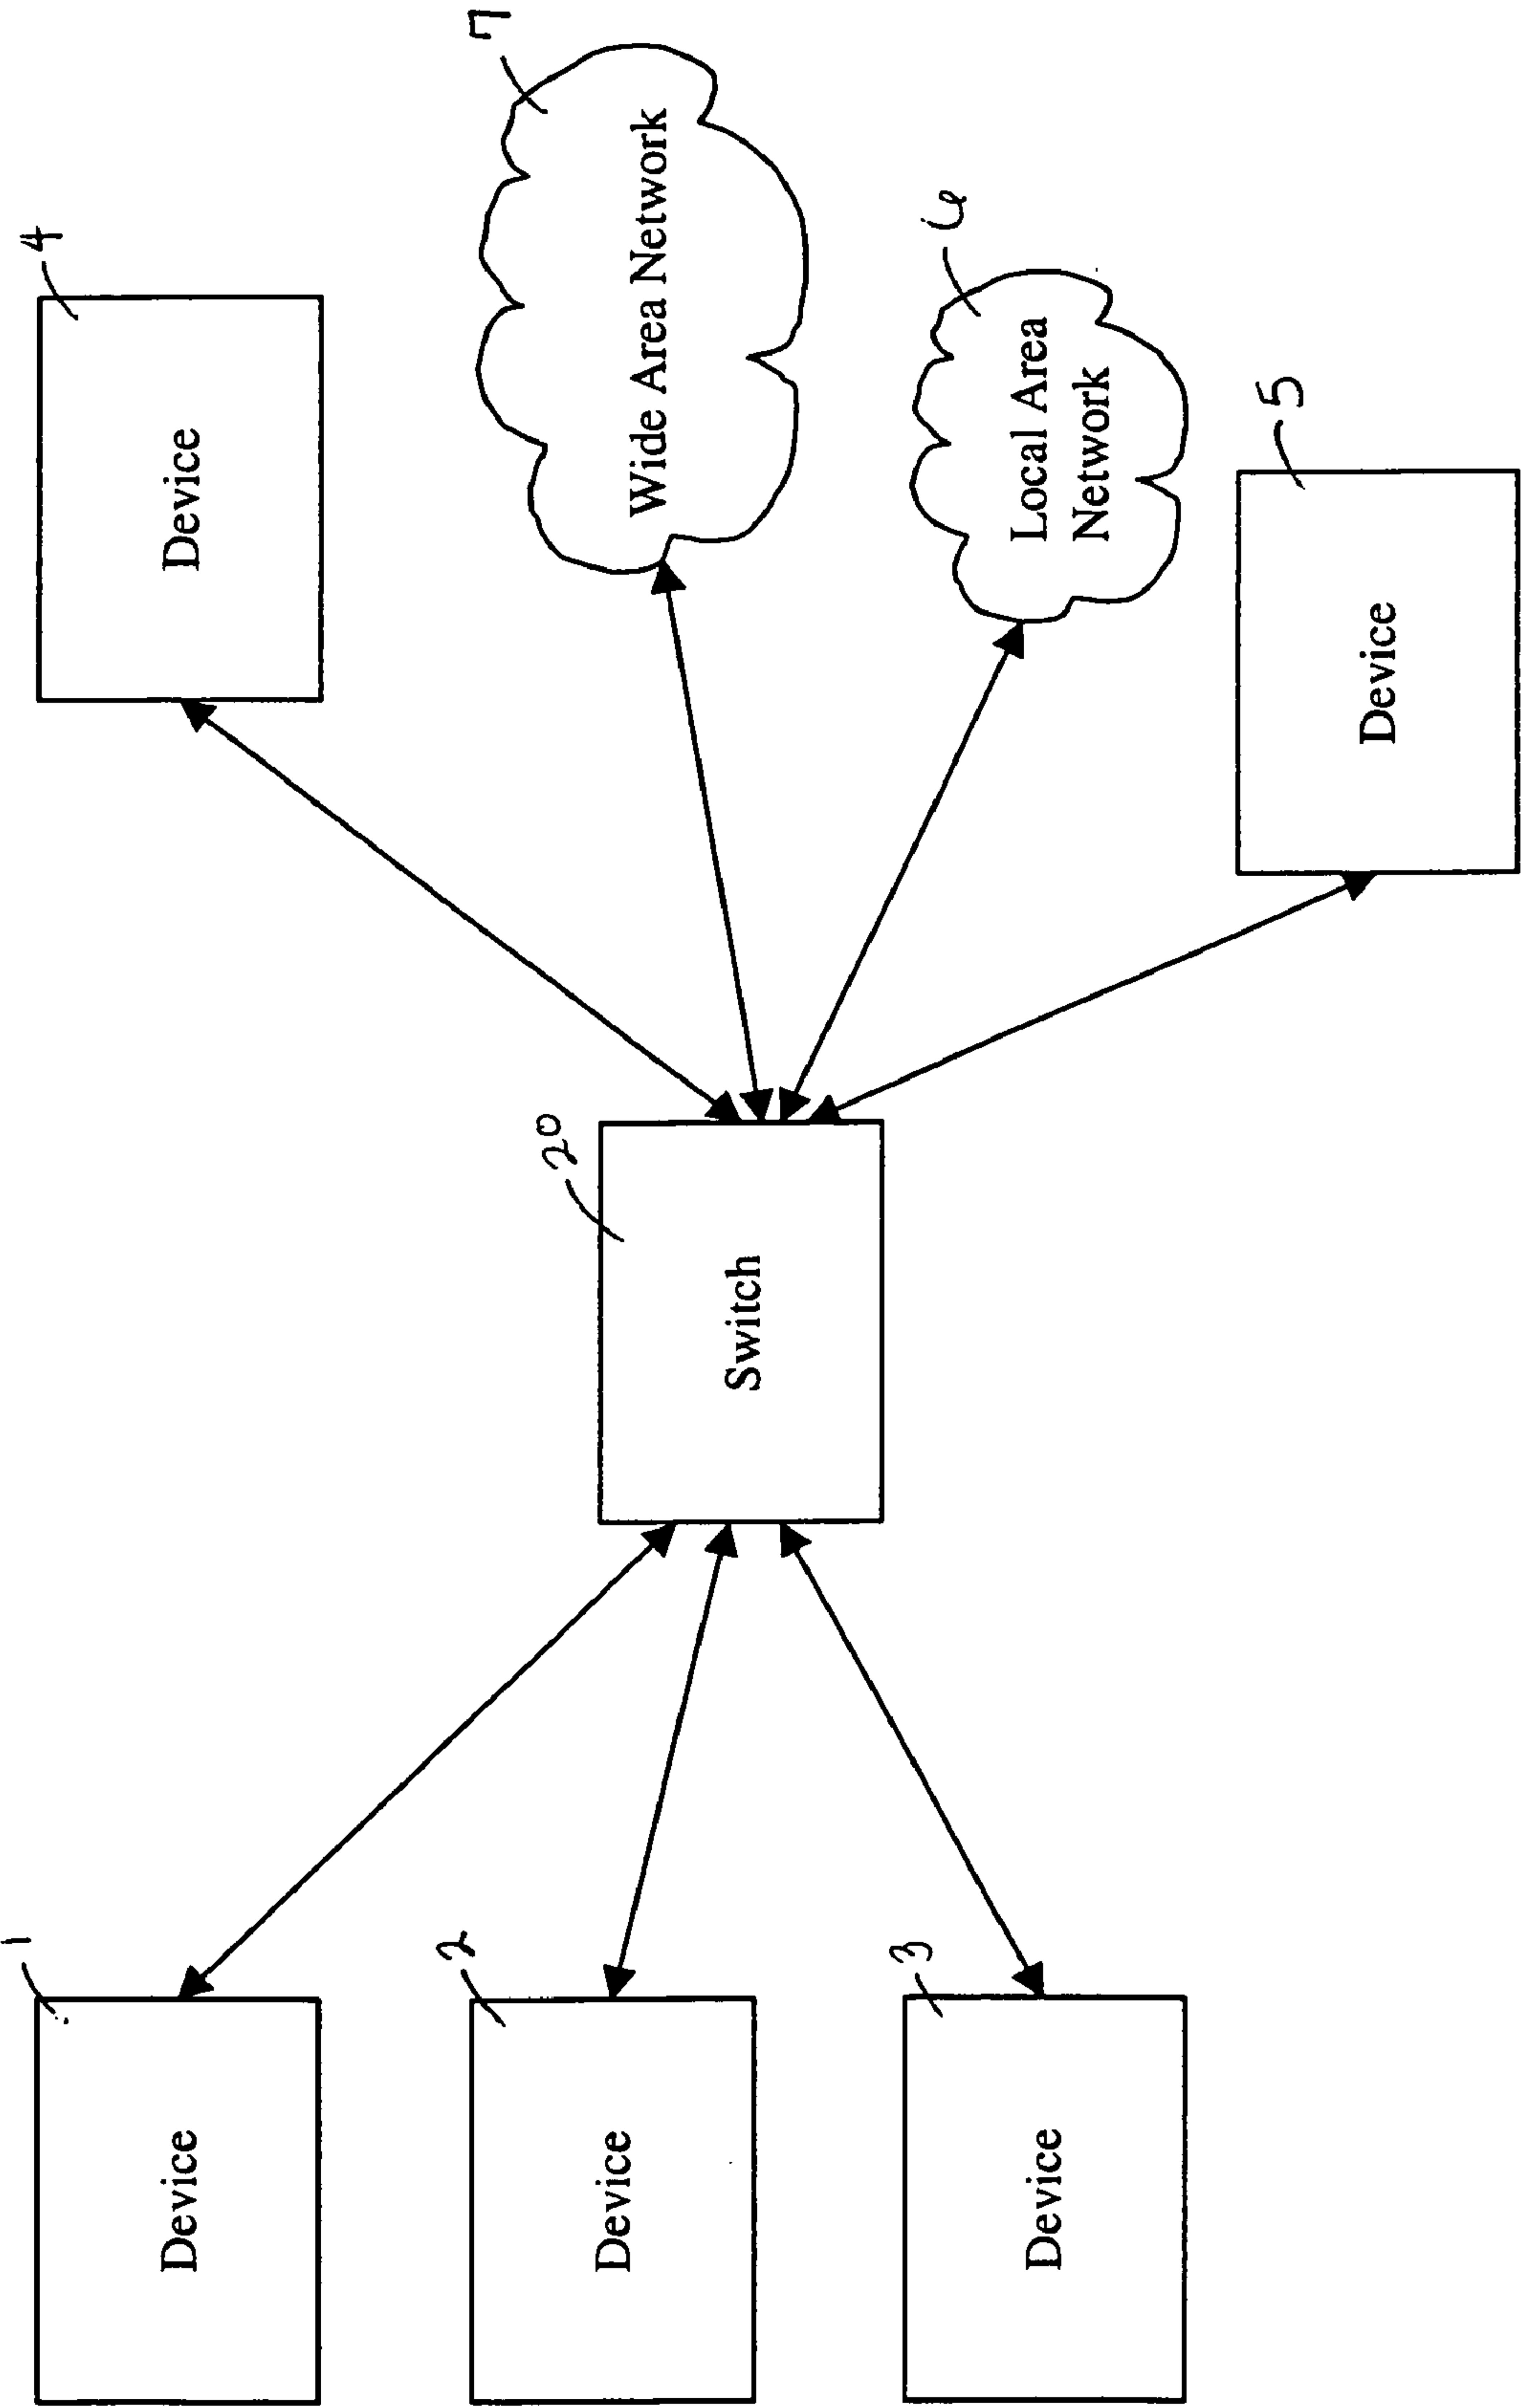 1
4
Device
Device
2
7
20
Device
Wide Area Network
Switch
3
6
Device
Local Area
Network
5
Device